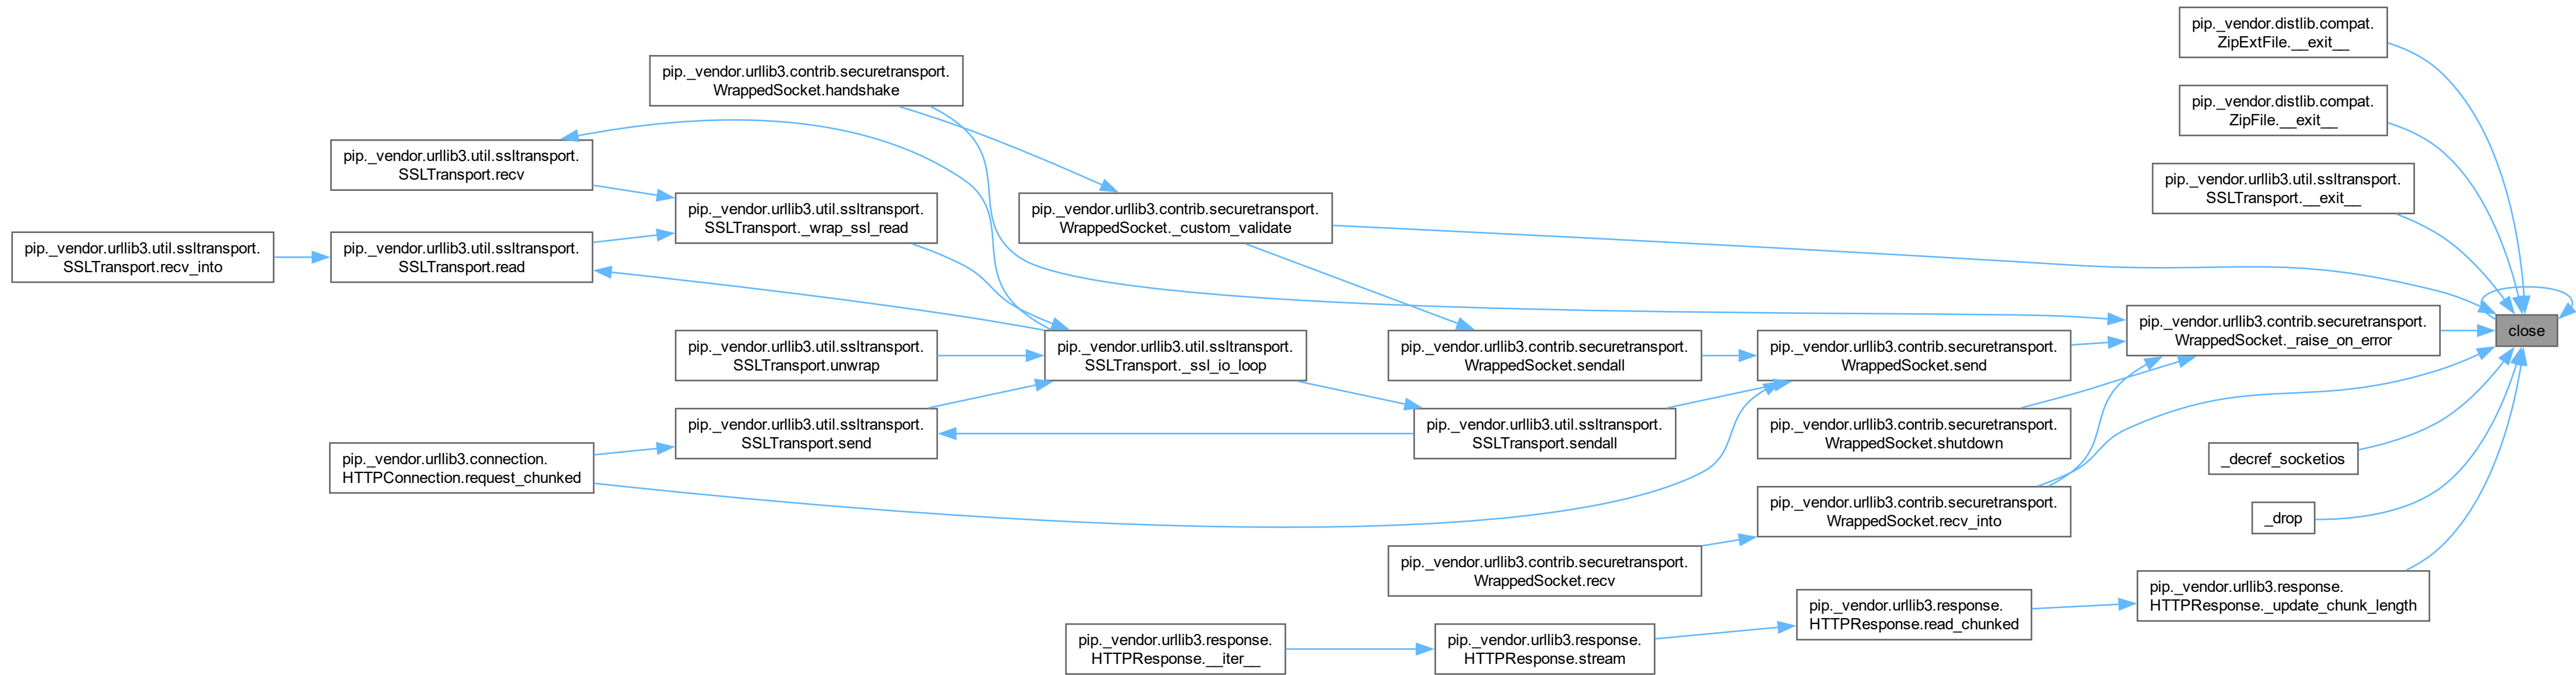 pip._vendor.distlib.compat.
ZipExtFile.__exit__
pip._vendor.urllib3.contrib.securetransport.
WrappedSocket.handshake
pip._vendor.distlib.compat.
ZipFile.__exit__
pip._vendor.urllib3.util.ssltransport.
SSLTransport.recv
pip._vendor.urllib3.util.ssltransport.
SSLTransport.__exit__
pip._vendor.urllib3.util.ssltransport.
SSLTransport._wrap_ssl_read
pip._vendor.urllib3.contrib.securetransport.
WrappedSocket._custom_validate
pip._vendor.urllib3.util.ssltransport.
SSLTransport.recv_into
pip._vendor.urllib3.util.ssltransport.
SSLTransport.read
pip._vendor.urllib3.contrib.securetransport.
WrappedSocket._raise_on_error
close
pip._vendor.urllib3.util.ssltransport.
SSLTransport.unwrap
pip._vendor.urllib3.util.ssltransport.
SSLTransport._ssl_io_loop
pip._vendor.urllib3.contrib.securetransport.
WrappedSocket.sendall
pip._vendor.urllib3.contrib.securetransport.
WrappedSocket.send
pip._vendor.urllib3.util.ssltransport.
SSLTransport.send
pip._vendor.urllib3.util.ssltransport.
SSLTransport.sendall
pip._vendor.urllib3.contrib.securetransport.
WrappedSocket.shutdown
pip._vendor.urllib3.connection.
HTTPConnection.request_chunked
_decref_socketios
pip._vendor.urllib3.contrib.securetransport.
WrappedSocket.recv_into
_drop
pip._vendor.urllib3.contrib.securetransport.
WrappedSocket.recv
pip._vendor.urllib3.response.
HTTPResponse._update_chunk_length
pip._vendor.urllib3.response.
HTTPResponse.read_chunked
pip._vendor.urllib3.response.
HTTPResponse.__iter__
pip._vendor.urllib3.response.
HTTPResponse.stream